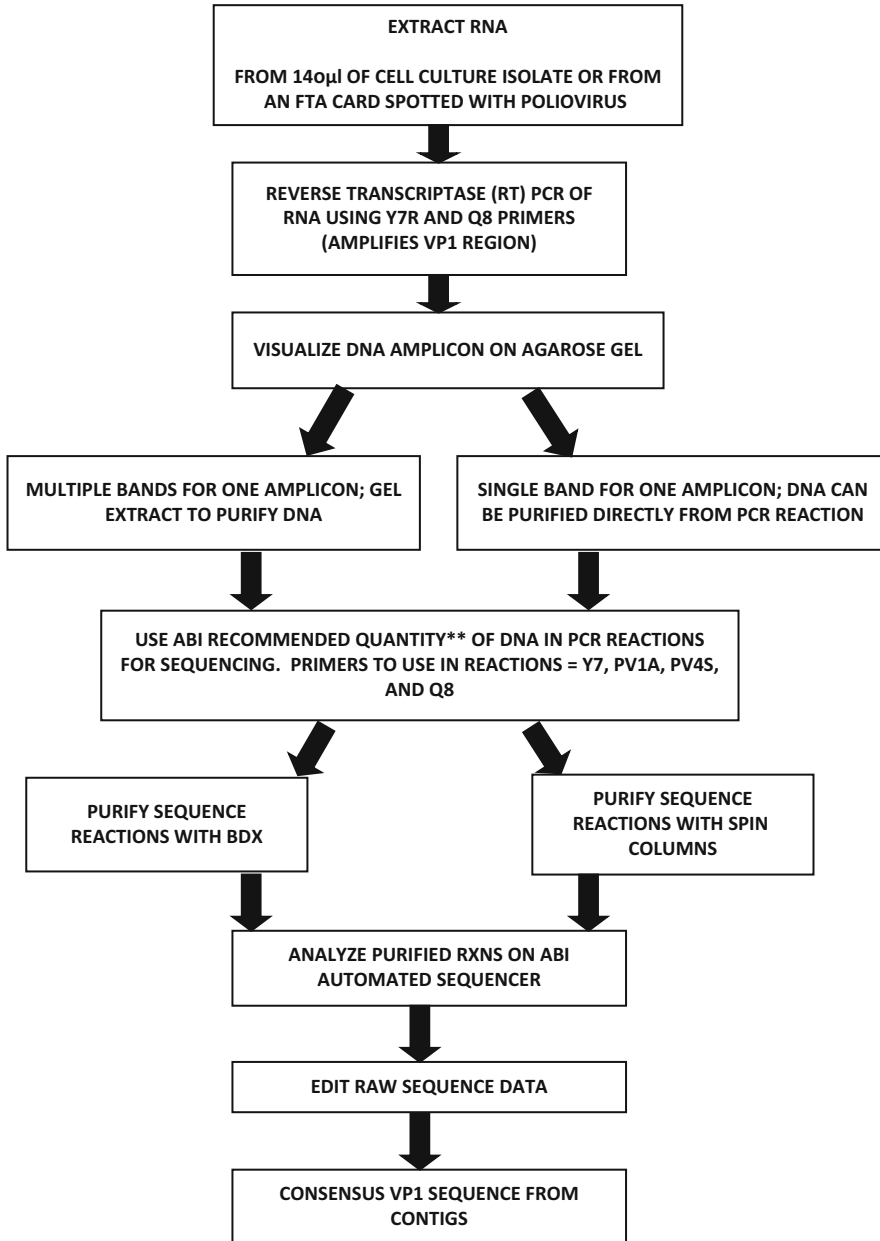 EXTRACT RNA
FROM 14oµl OF CELL CULTURE ISOLATE OR FROM
AN FTA CARD SPOTTED WITH POLIOVIRUS
REVERSE TRANSCRIPTASE (RT) PCR OF
RNA USING Y7R AND Q8 PRIMERS
(AMPLIFIES VP1 REGION)
VISUALIZE DNA AMPLICON ON AGAROSE GEL
MULTIPLE BANDS FOR ONE AMPLICON; GEL
EXTRACT TO PURIFY DNA
SINGLE BAND FOR ONE AMPLICON; DNA CAN
BE PURIFIED DIRECTLY FROM PCR REACTION
USE ABI RECOMMENDED QUANTITY** OF DNA IN PCR REACTIONS
FOR SEQUENCING. PRIMERS TO USE IN REACTIONS = Y7, PV1A, PV4S,
AND Q8
PURIFY SEQUENCE
REACTIONS WITH BDX
PURIFY SEQUENCE
REACTIONS WITH SPIN
COLUMNS
ANALYZE PURIFIED RXNS ON ABI
AUTOMATED SEQUENCER
EDIT RAW SEQUENCE DATA
CONSENSUS VP1 SEQUENCE FROM
CONTIGS